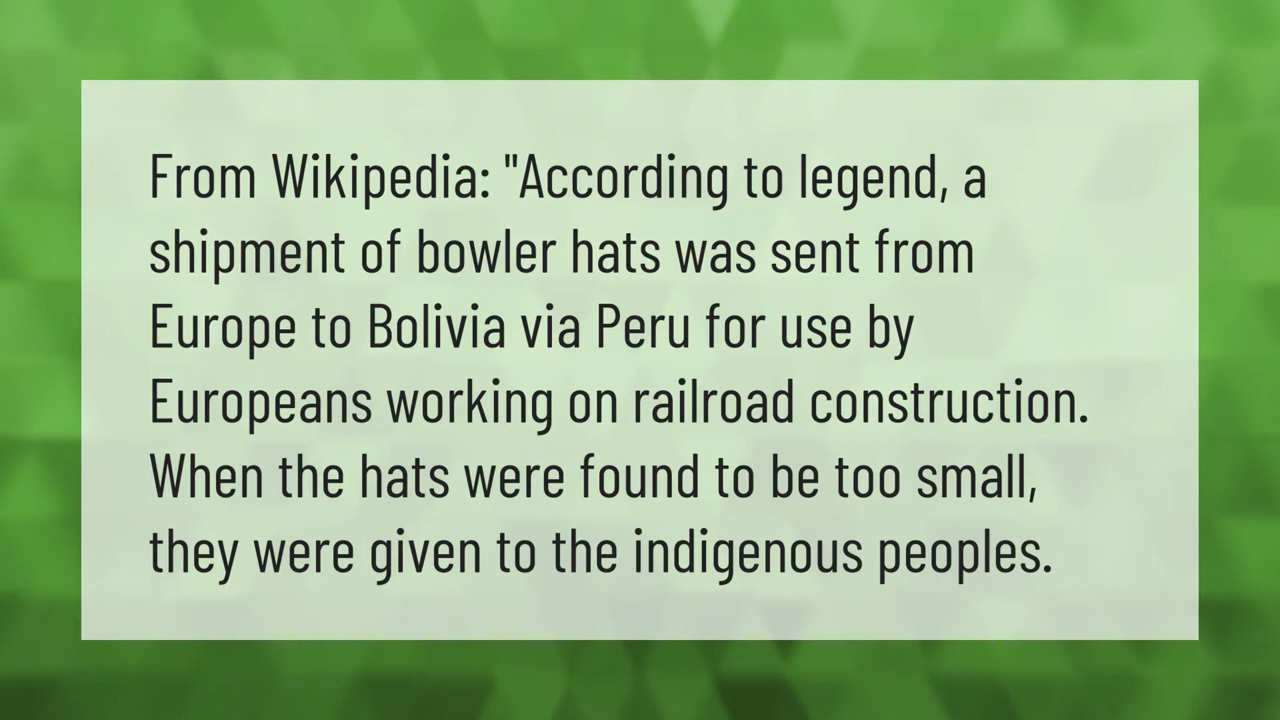 From Wikipedia: "According to legend, a
shipment of bowler hats was sent from
Europe to Bolivia via Peru for use by
Europeans working on railroad construction.
When the hats were found to be too small,
they were given to the indigenous peoples.